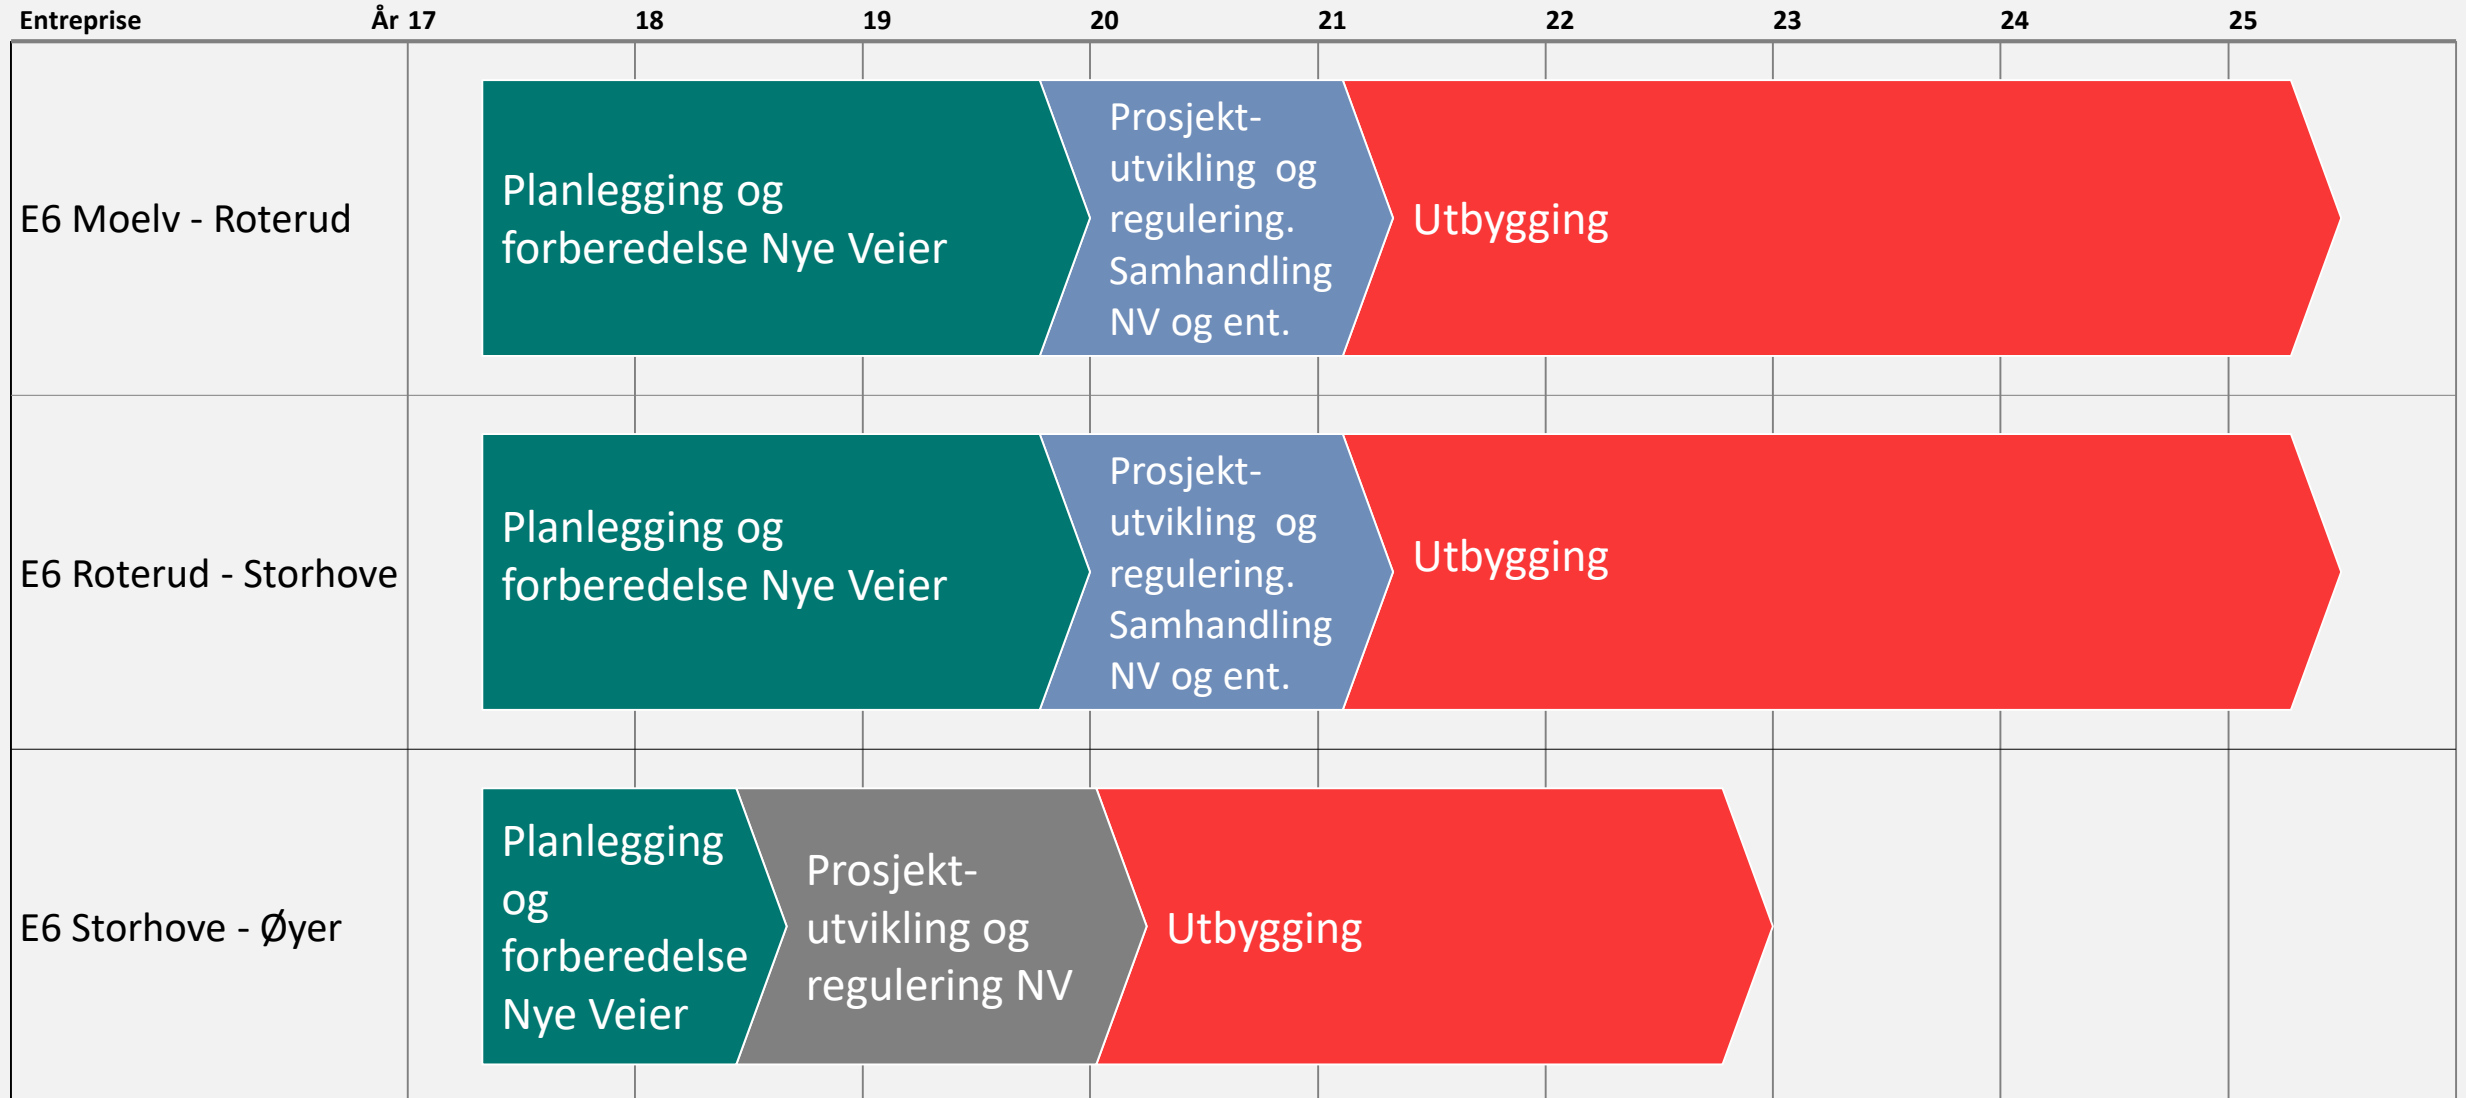 Entreprise År 17 18 19 20 21 22 23 24 25
E6 Moelv - Roterud
Planlegging og
forberedelse Nye Veier
Prosjekt-
utvikling og
regulering.
Samhandling
NV og ent.
Utbygging
E6 Roterud - Storhove
Planlegging og
forberedelse Nye Veier
Prosjekt-
utvikling og
regulering.
Samhandling
NV og ent.
Utbygging
E6 Storhove - Øyer
Planlegging
og
forberedelse
Nye Veier
Prosjekt-
utvikling og
regulering NV
Utbygging